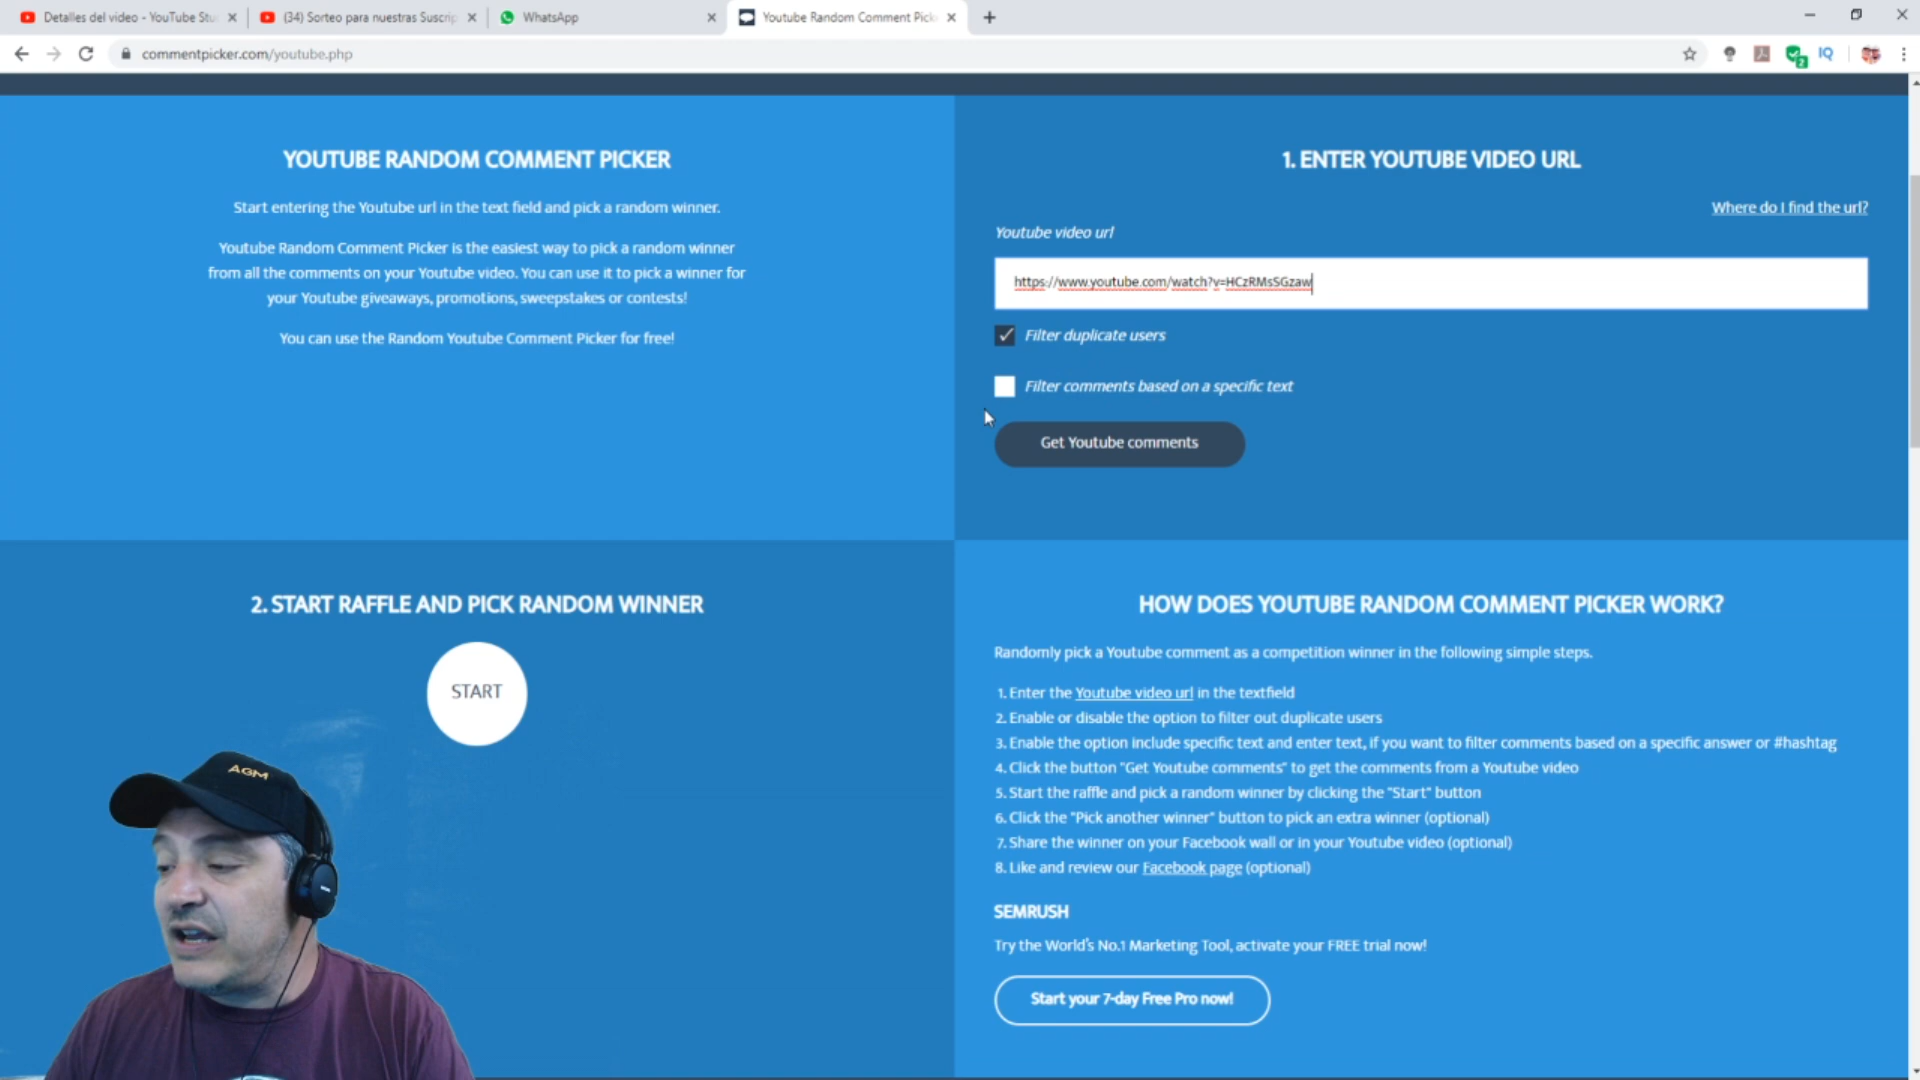 Detalles del video - YouTube Stu
(34) Sorteo para nuestras Suscrip
WhatsApp
Youtube Random Comment Pick
commentpicker.com/youtube.php
2
IQ
YOUTUBE RANDOM COMMENT PICKER
Start entering the Youtube url in the text field and pick a random winner.
Youtube Random Comment Picker is the easiest way to pick a random winner
from all the comments on your Youtube video. You can use it to pick a winner for
your Youtube giveaways, promotions, sweepstakes or contests!
You can use the Random Youtube Comment Picker for free!
1. ENTER YOUTUBE VIDEO URL
Where do I find the url?
Youtube video url
https://www.youtube.com/watch?v=HCzRMsSGzaw
Filter duplicate users
Filter comments based on a specific text
Get Youtube comments
2. START RAFFLE AND PICK RANDOM WINNER
START
AGM
HOW DOES YOUTUBE RANDOM COMMENT PICKER WORK?
Randomly pick a Youtube comment as a competition winner in the following simple steps.
1. Enter the Youtube video url in the textfield
2. Enable or disable the option to filter out duplicate users
3. Enable the option include specific text and enter text, if you want to filter comments based on a specific answer or #hashtag
4. Click the button "Get Youtube comments" to get the comments from a Youtube video
5. Start the raffle and pick a random winner by clicking the "Start" button
6. Click the "Pick another winner" button to pick an extra winner (optional)
7. Share the winner on your Facebook wall or in your Youtube video (optional)
8. Like and review our Facebook page (optional)
SEMRUSH
Try the World's No.1 Marketing Tool, activate your FREE trial now!
Start your 7-day Free Pro now!